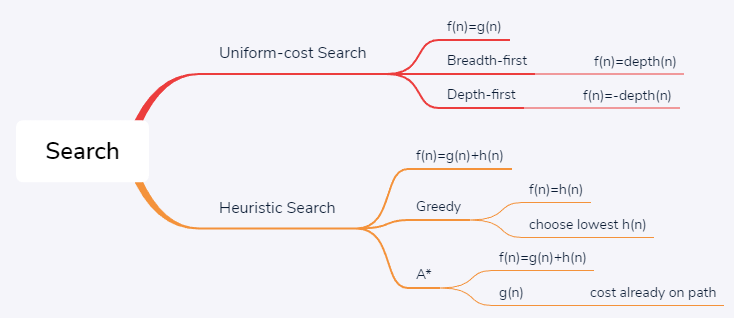 Search
Uniform-cost Search
f(n)=g(n)
Breadth-first
f(n)=depth(n)
Depth-first
f(n)=-depth(n)
Heuristic Search
f(n)=g(n)+h(n)
Greedy
f(n)=h(n)
choose lowest h(n)
A*
f(n)=g(n)+h(n)
g(n)
cost already on path